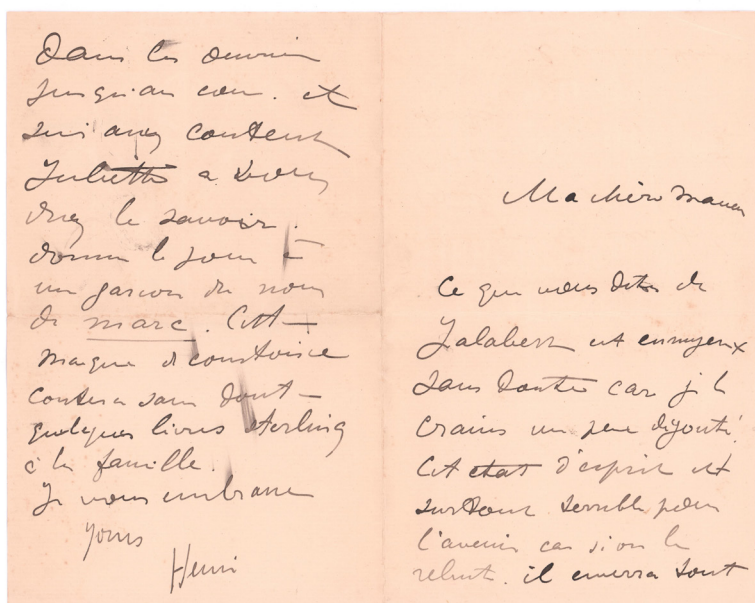 Ma chère Maman
Ce que vous dites de
Jalabert est ennuyeux
sans doute car je le
crains un peu dégouté.
Cet etat d'esprit est
surtout terrible pour
l'avenir car si on le
rebute. il enverra tout
Dans les
jusqu'au cou. et
suis assez content
Juliette a
le savoir.
donné le jour à
un garçon du nom
de marc. Cette
marque de courtoisie
coutera sans doute
quelques livres sterling
à la famille.
Je vous embrasse
Yours
Henri